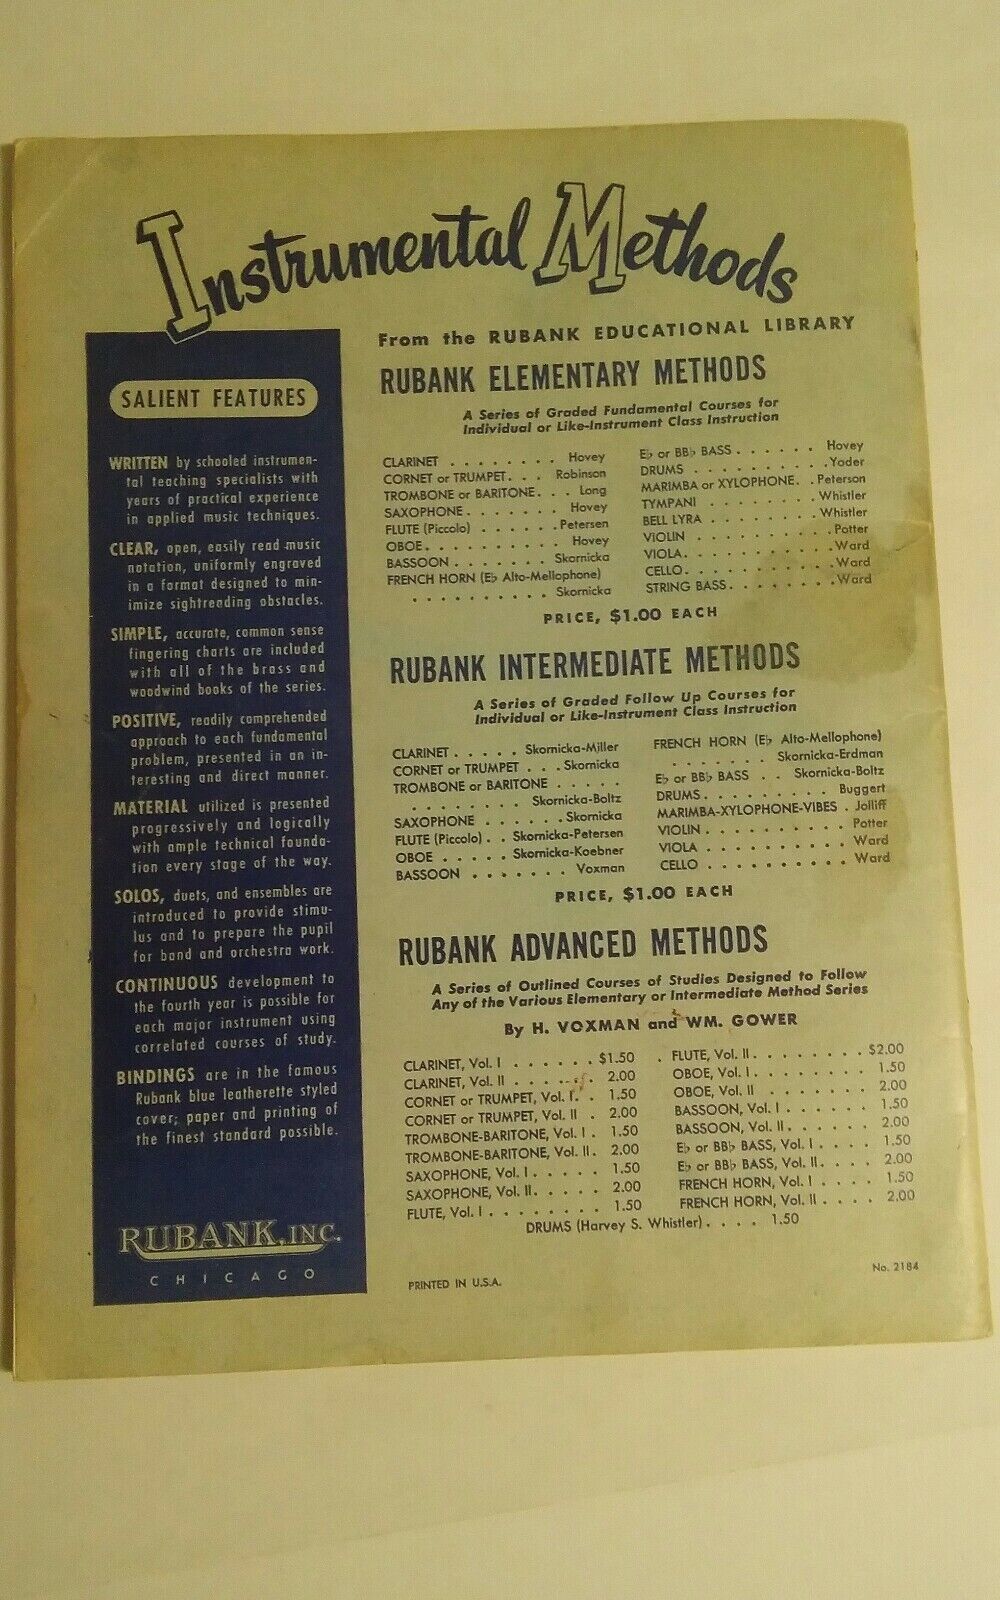 Instrumental Methods
SALIENT FEATURES
WRITTEN by schooled instrumen-
tal teaching specialists with
years of practical experience
in applied music techniques.
CLEAR, open, easily read music
notation, uniformly engraved
in a format designed to min-
imize sightreading obstacles.
SIMPLE, accurate, common sense
fingering charts are included
with all of the brass and
woodwind books of the series.
POSITIVE, readily comprehended
approach to each fundamental
problem, presented in an in-
teresting and direct manner.
MATERIAL utilized is presented
progressively and logically
with ample technical founda-
tion every stage of the way.
SOLOS, duets, and ensembles are
introduced to provide stimu-
lus and to prepare the pupil
for band and orchestra work.
CONTINUOUS development to
the fourth year is possible for
each major instrument using
correlated courses of study.
BINDINGS are in the famous
Rubank blue leatherette styled
cover; paper and printing of
the finest standard possible.
RUBANK, INC.
CHICAGO
From the RUBANK EDUCATIONAL LIBRARY
RUBANK ELEMENTARY METHODS
A Series of Graded Fundamental Courses for
Individual or Like-Instrument Class Instruction
CLARINET . . . . . . . . Hovey
CORNET or TRUMPET . . . Robinson
TROMBONE or BARITONE . . . Long
SAXOPHONE . . . . . . . . Hovey
FLUTE (Piccolo) . . . . . . Petersen
OBOE . . . . . . . . . . Hovey
BASSOON . . . . . . . Skornicka
FRENCH HORN (E♭ Alto-Mellophone)
. . . . . . . . . . Skornicka
E♭ or BB♭ BASS . . . . . . Hovey
DRUMS . . . . . . . . . . Yoder
MARIMBA or XYLOPHONE . . Peterson
TYMPANI . . . . . . . Whistler
BELL LYRA . . . . . . . Whistler
VIOLIN . . . . . . . . . Potter
VIOLA . . . . . . . . . . Ward
CELLO . . . . . . . . . . Ward
STRING BASS . . . . . . . Ward
PRICE, $1.00 EACH
RUBANK INTERMEDIATE METHODS
A Series of Graded Follow Up Courses for
Individual or Like-Instrument Class Instruction
CLARINET . . . . . Skornicka-Miller
CORNET or TRUMPET . . . Skornicka
TROMBONE or BARITONE . . . . .
. . . . . . . . Skornicka-Boltz
SAXOPHONE . . . . . . Skornicka
FLUTE (Piccolo) . . Skornicka-Petersen
OBOE . . . . . Skornicka-Koebner
BASSOON . . . . . . . Voxman
FRENCH HORN (E♭ Alto-Mellophone)
. . . . . . . Skornicka-Erdman
E♭ or BB♭ BASS . . Skornicka-Boltz
DRUMS . . . . . . . . . Buggert
MARIMBA-XYLOPHONE-VIBES . Jolliff
VIOLIN . . . . . . . . . Potter
VIOLA . . . . . . . . . . Ward
CELLO . . . . . . . . . . Ward
PRICE, $1.00 EACH
RUBANK ADVANCED METHODS
A Series of Outlined Courses of Studies Designed to Follow
Any of the Various Elementary or Intermediate Method Series
By H. VOXMAN and WM. GOWER
CLARINET, Vol. I . . . . . . $1.50
CLARINET, Vol. II . . . . . . 2.00
CORNET or TRUMPET, Vol. I . . 1.50
CORNET or TRUMPET, Vol. II . 2.00
TROMBONE-BARITONE, Vol. I . 1.50
TROMBONE-BARITONE, Vol. II . 2.00
SAXOPHONE, Vol. I . . . . . 1.50
SAXOPHONE, Vol. II . . . . . 2.00
FLUTE, Vol. I . . . . . . . . 1.50
FLUTE, Vol. II . . . . . . . . $2.00
OBOE, Vol. I . . . . . . . . 1.50
OBOE, Vol. II . . . . . . . 2.00
BASSOON, Vol. I . . . . . . 1.50
BASSOON, Vol. II . . . . . . 2.00
E♭ or BB♭ BASS, Vol. I . . . . 1.50
E♭ or BB♭ BASS, Vol. II . . . . 2.00
FRENCH HORN, Vol. I . . . . 1.50
FRENCH HORN, Vol. II . . . . 2.00
DRUMS (Harvey S. Whistler) . . . . 1.50
PRINTED IN U.S.A.
No. 2184